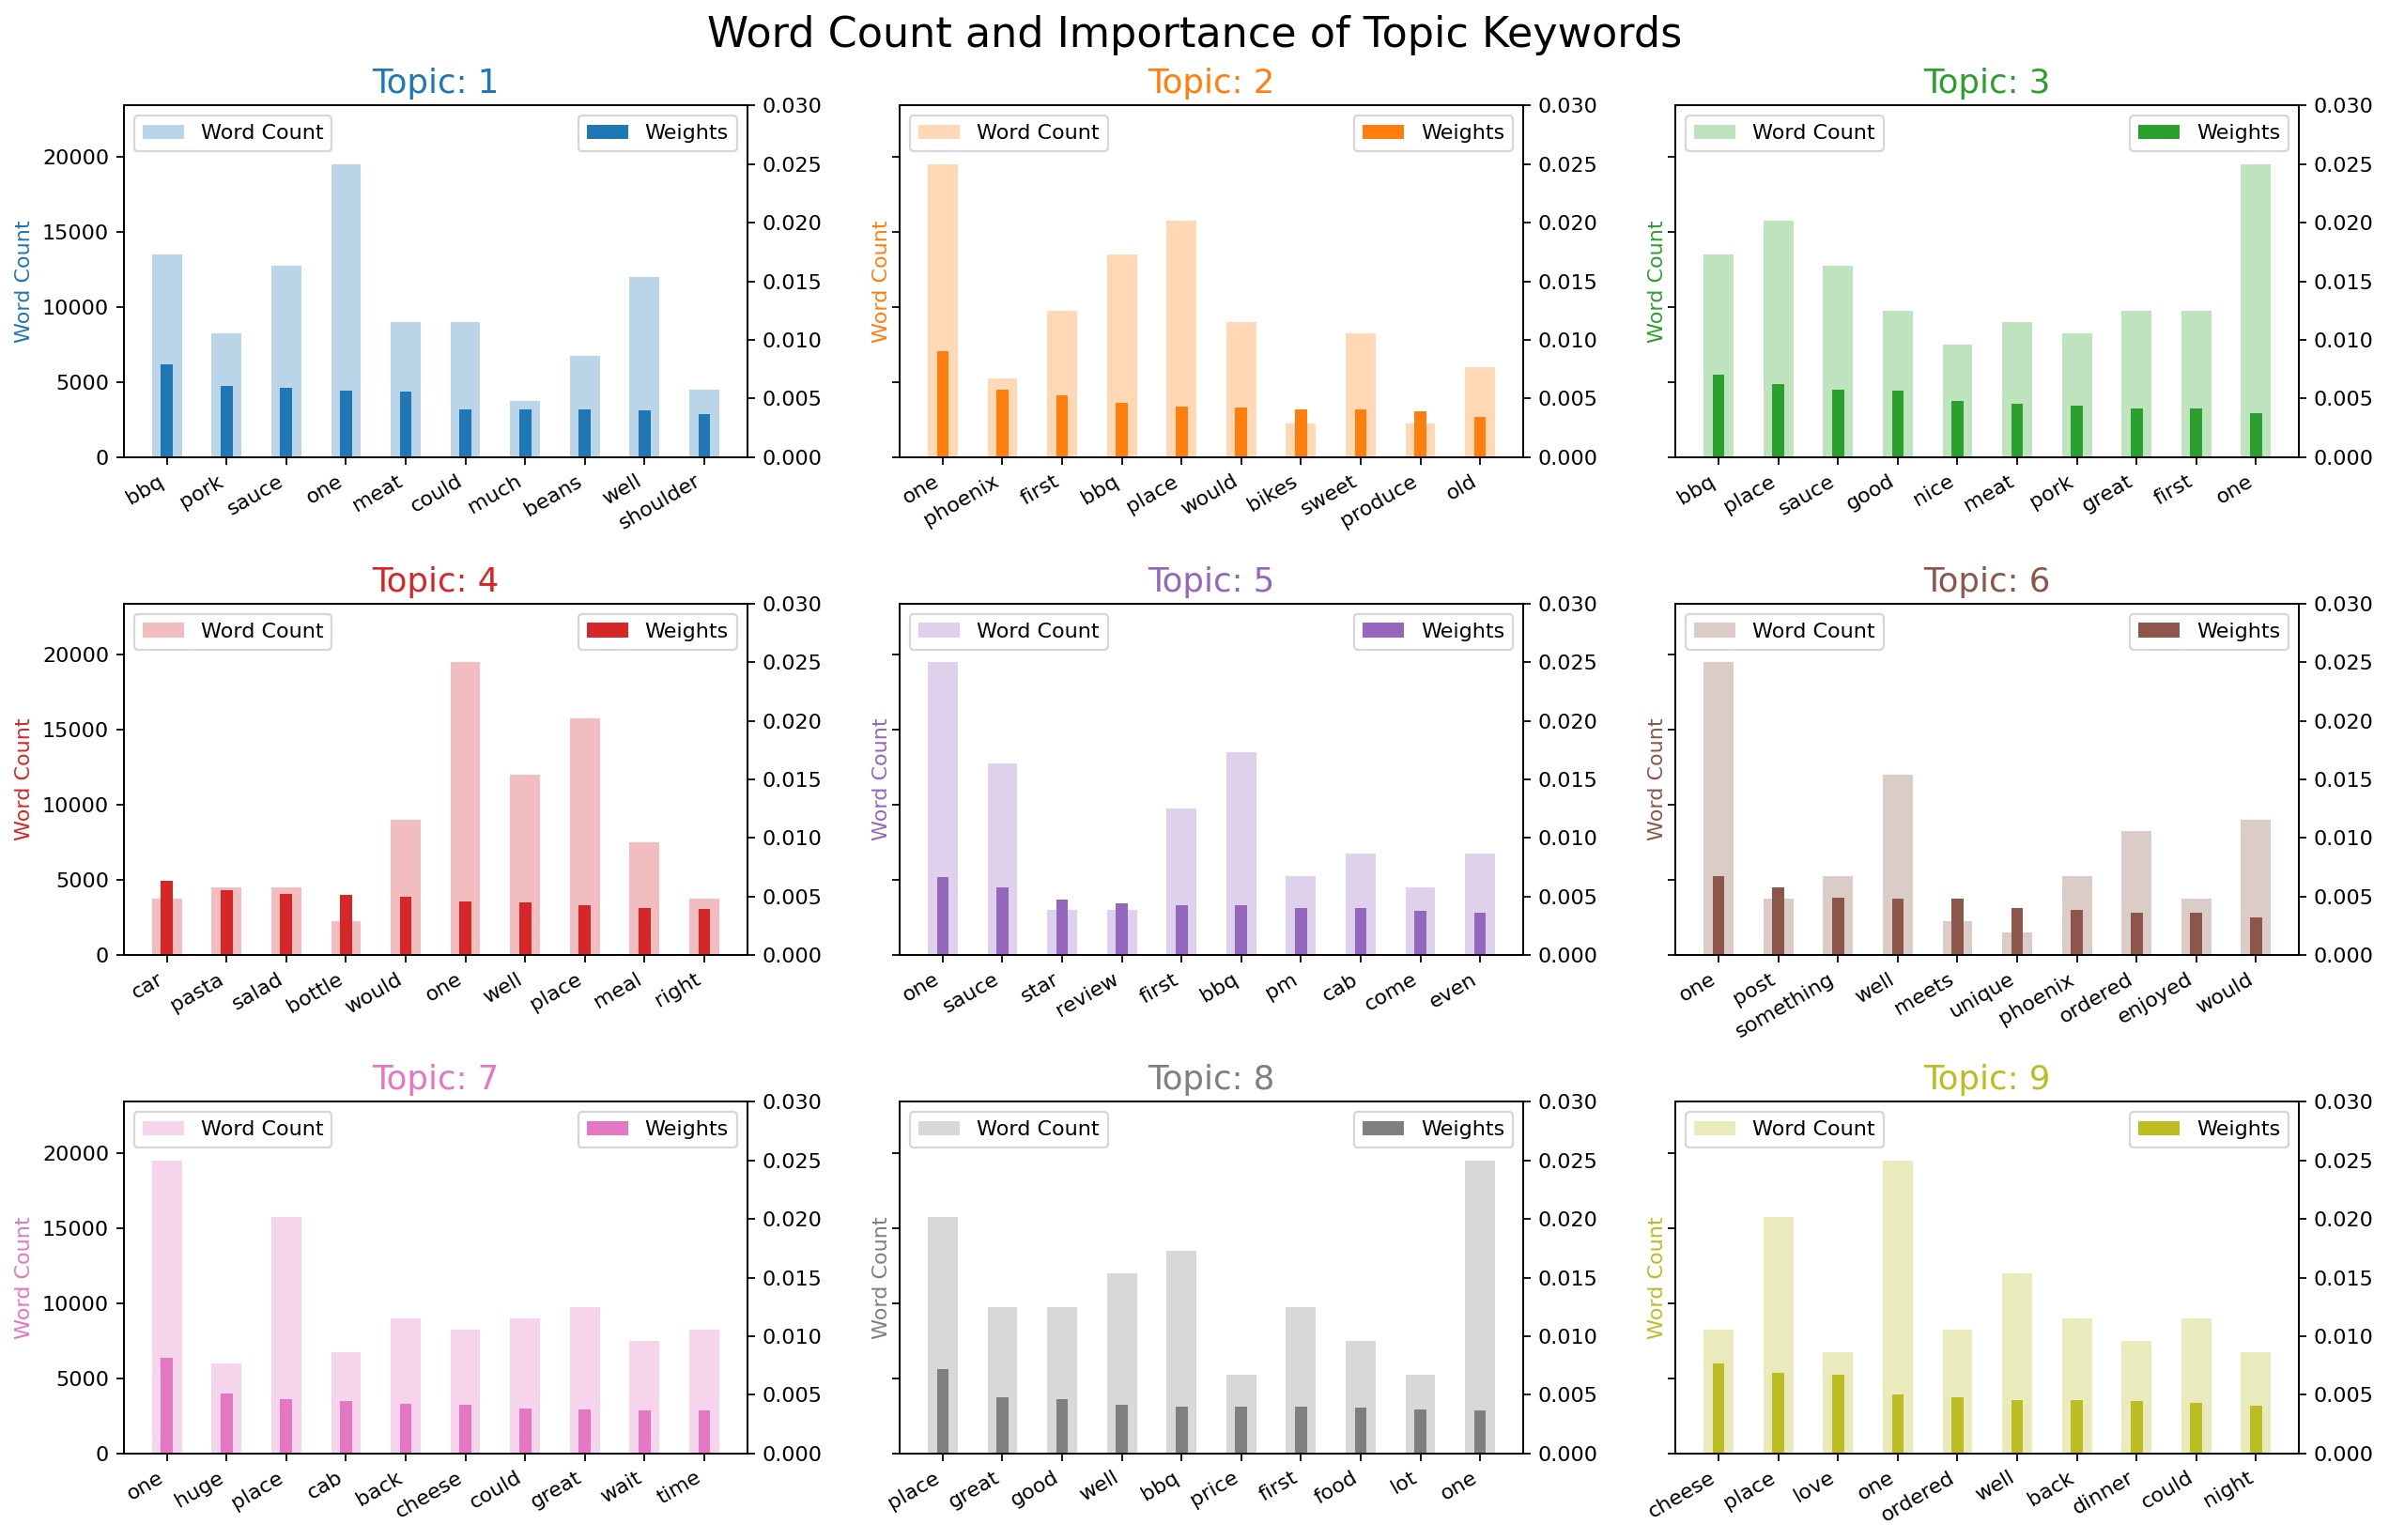 Word Count and Importance of Topic Keywords
Topic: 1
Word Count
Weights
Word Count
20000
15000
10000
5000
0
0.030
0.025
0.020
0.015
0.010
0.005
0.000
bbq pork sauce one meat could much beans well shoulder
Topic: 2
Word Count
Weights
Word Count
0.030
0.025
0.020
0.015
0.010
0.005
0.000
one phoenix first bbq place would bikes sweet produce old
Topic: 3
Word Count
Weights
Word Count
0.030
0.025
0.020
0.015
0.010
0.005
0.000
bbq place sauce good nice meat pork great first one
Topic: 4
Word Count
Weights
Word Count
20000
15000
10000
5000
0
0.030
0.025
0.020
0.015
0.010
0.005
0.000
car pasta salad bottle would one well place meal right
Topic: 5
Word Count
Weights
Word Count
0.030
0.025
0.020
0.015
0.010
0.005
0.000
one sauce star review first bbq pm cab come even
Topic: 6
Word Count
Weights
Word Count
0.030
0.025
0.020
0.015
0.010
0.005
0.000
one post something well meets unique phoenix ordered enjoyed would
Topic: 7
Word Count
Weights
Word Count
20000
15000
10000
5000
0
0.030
0.025
0.020
0.015
0.010
0.005
0.000
one huge place cab back cheese could great wait time
Topic: 8
Word Count
Weights
Word Count
0.030
0.025
0.020
0.015
0.010
0.005
0.000
place great good well bbq price first food lot one
Topic: 9
Word Count
Weights
Word Count
0.030
0.025
0.020
0.015
0.010
0.005
0.000
cheese place love one ordered well back dinner could night